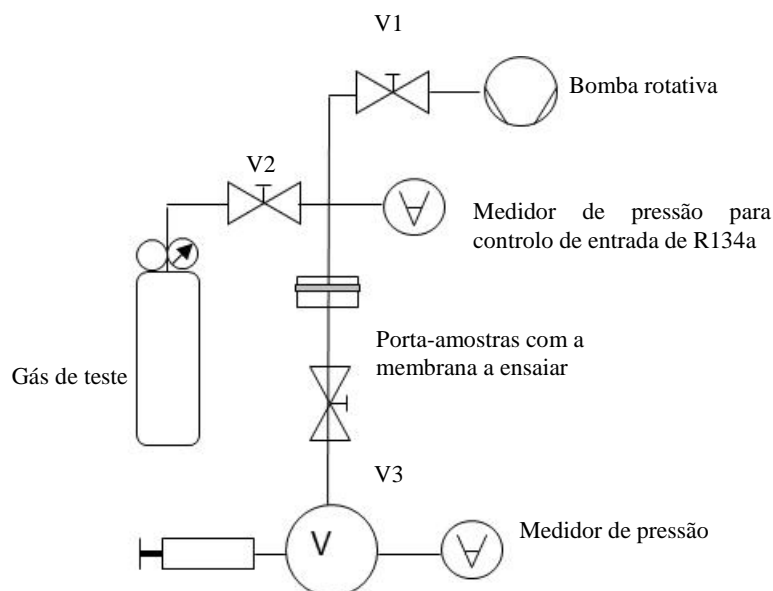 V1
Bomba rotativa
V2
Medidor de pressão para
controlo de entrada de R134a
Porta-amostras com a
membrana a ensaiar
Gás de teste
V3
V
Medidor de pressão